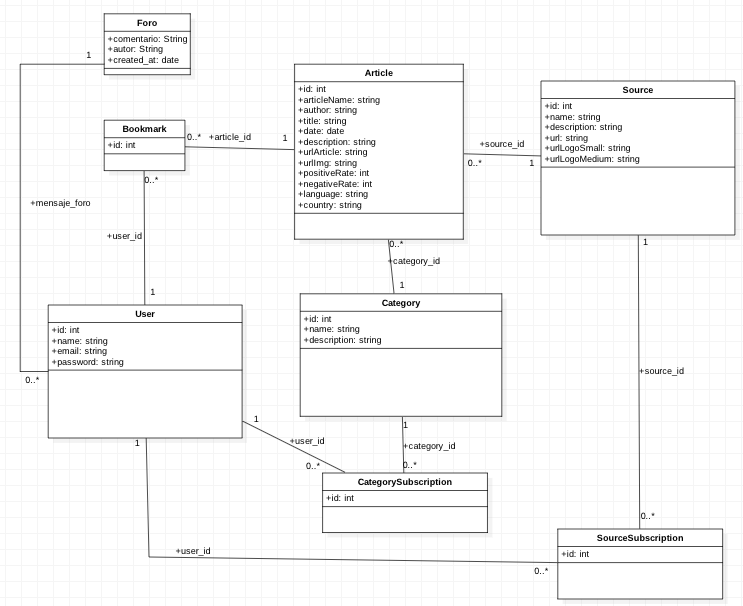 Foro
+comentario: String
+autor: String
+created_at: date
1
Article
+id: int
+articleName: string
+author: string
+title: string
+date: date
+description: string
+urlArticle: string
+urlImg: string
+positiveRate: int
+negativeRate: int
+language: string
+country: string
Source
+id: int
+name: string
+description: string
+url: string
+urlLogoSmall: string
+urlLogoMedium: string
Bookmark
+id: int
0..*
+article_id
1
0..*
+source_id
1
0..*
+mensaje_foro
+user_id
1
0..*
+category_id
1
1
User
+id: int
+name: string
+email: string
+password: string
0..*
1
Category
+id: int
+name: string
+description: string
+source_id
1
+user_id
0..*
1
+category_id
0..*
CategorySubscription
+id: int
1
+user_id
0..*
0..*
SourceSubscription
+id: int